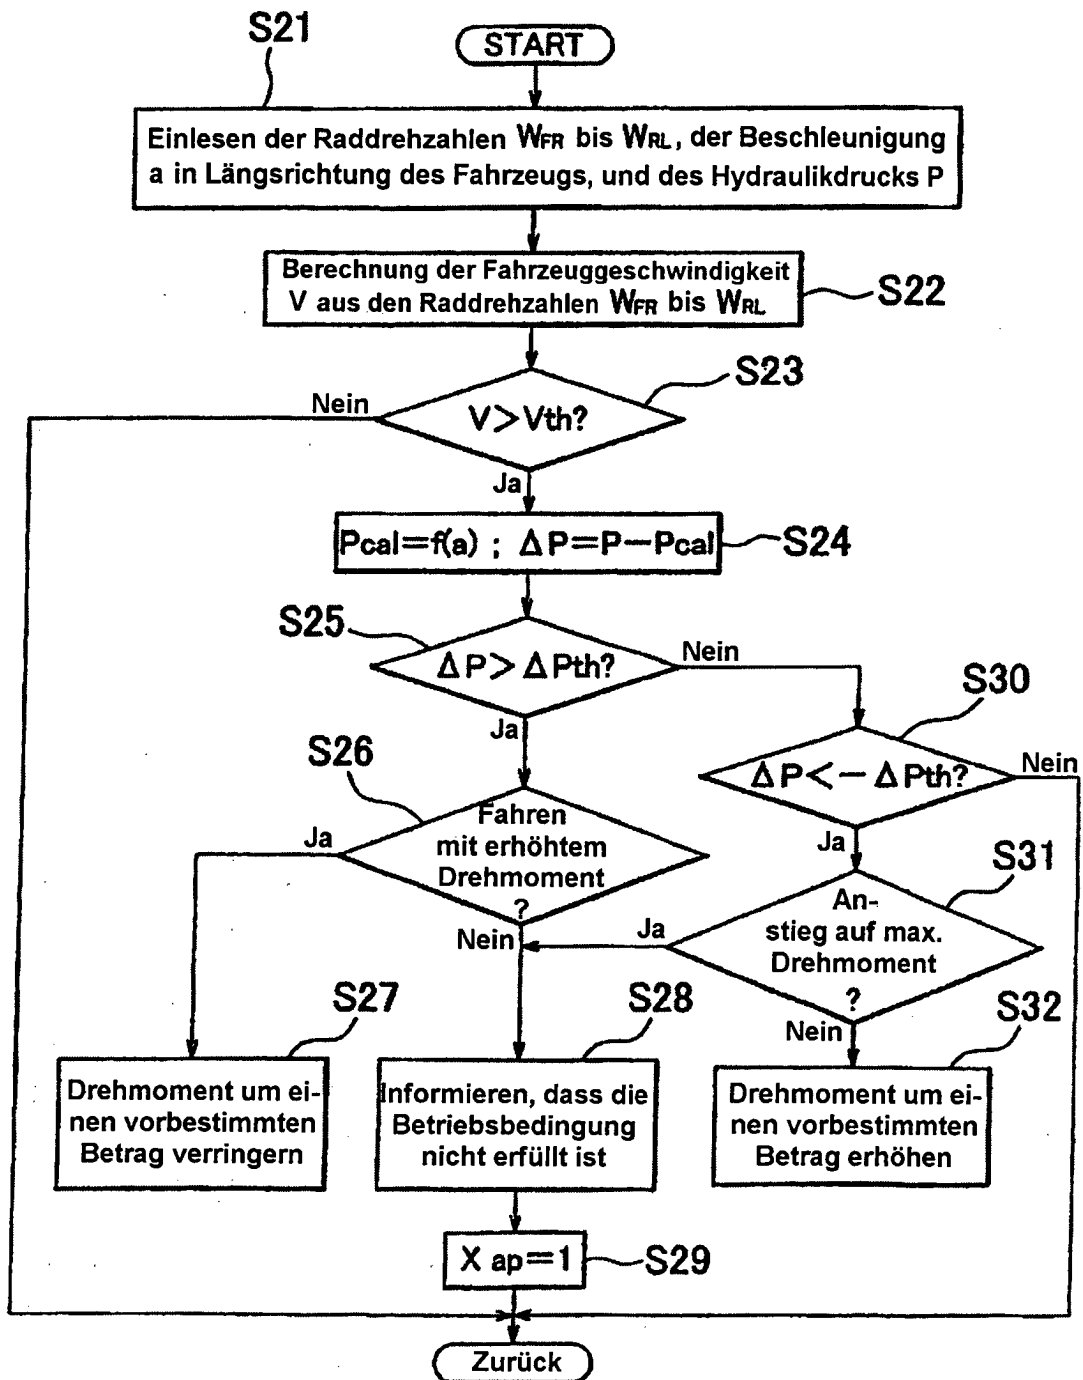 S21
START
Einlesen der Raddrehzahlen WFR bis WRL, der Beschleunigung
a in Längsrichtung des Fahrzeugs, und des Hydraulikdrucks P
Berechnung der Fahrzeuggeschwindigkeit
V aus den Raddrehzahlen WFR bis WRL
S22
S23
Nein
V>Vth?
Ja
Pcal=f(a) ; ΔP=P−Pcal
S24
S25
ΔP>ΔPth?
Nein
Ja
S30
ΔP<−ΔPth?
Nein
Ja
S26
Fahren
mit erhöhtem
Drehmoment
?
Ja
Nein
S31
An-
stieg auf max.
Drehmoment
?
Ja
Nein
S27
Drehmoment um ei-
nen vorbestimmten
Betrag verringern
S28
Informieren, dass die
Betriebsbedingung
nicht erfüllt ist
S32
Drehmoment um ei-
nen vorbestimmten
Betrag erhöhen
X ap=1
S29
Zurück